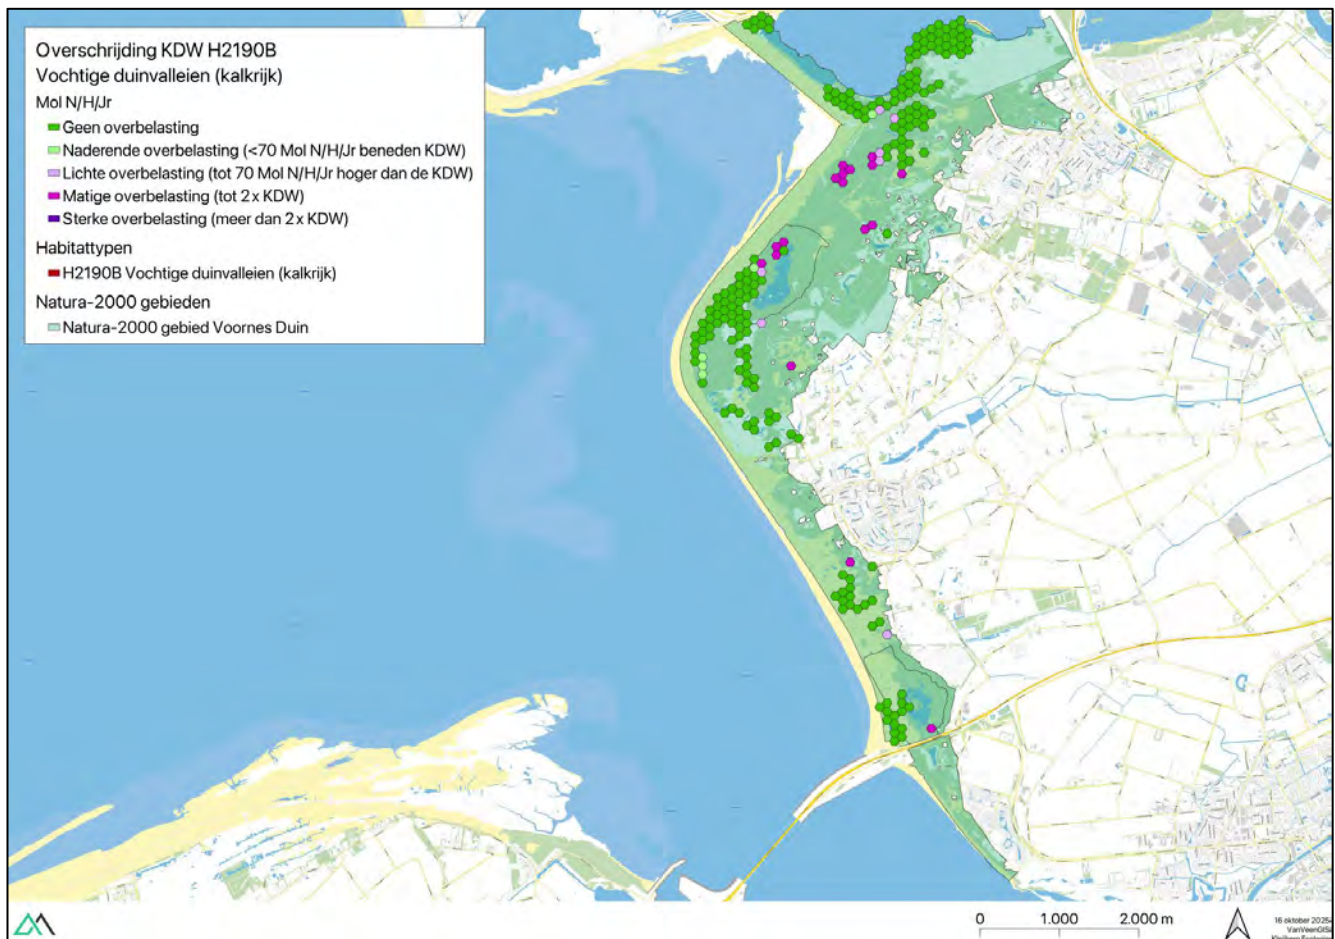 Overschrijding KDW H2190B
Vochtige duinvalleien (kalkrijk)
Mol N/H/Jr
Geen overbelasting
Naderende overbelasting (<70 Mol N/H/Jr beneden KDW)
Lichte overbelasting (tot 70 Mol N/H/Jr hoger dan de KDW)
Matige overbelasting (tot 2x KDW)
Sterke overbelasting (meer dan 2x KDW)
Habitattypen
H2190B Vochtige duinvalleien (kalkrijk)
Natura-2000 gebieden
Natura-2000 gebied Voornes Duin
0 1.000 2.000 m
16 oktober 2025
VanVeenGIS